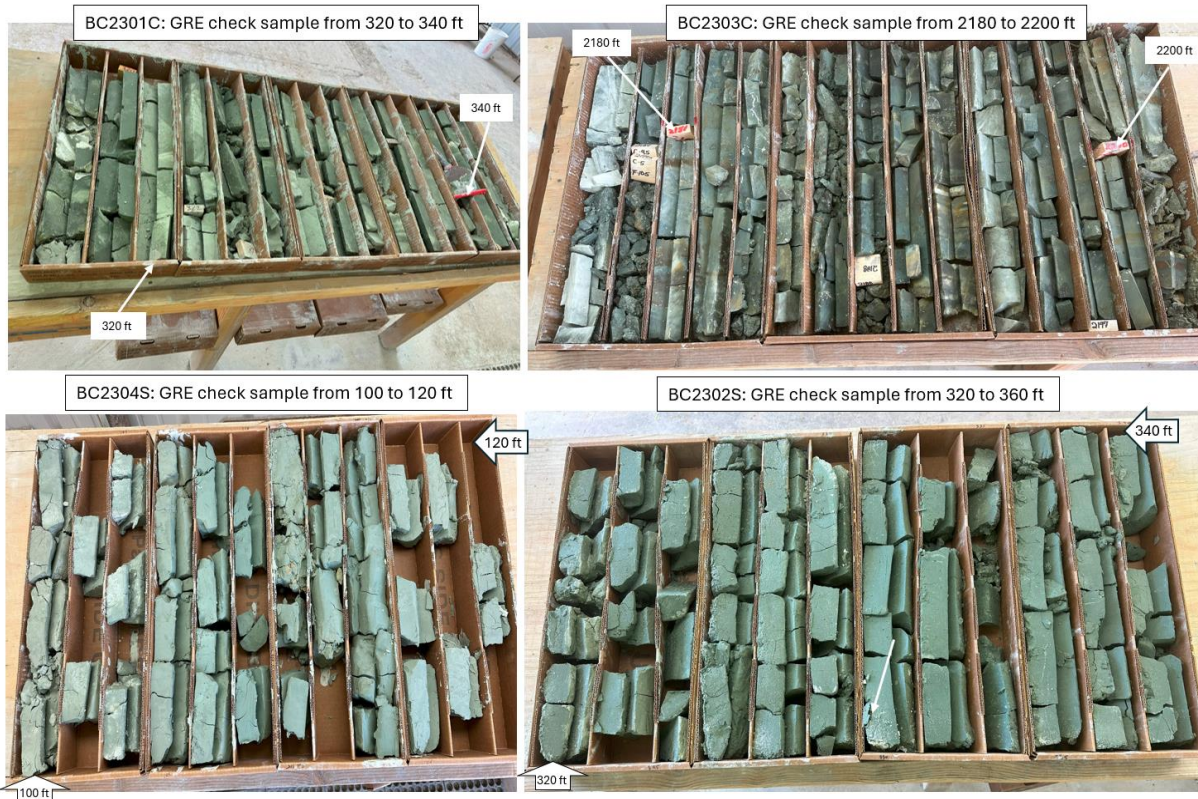 BC2301C: GRE check sample from 320 to 340 ft
340 ft
320 ft
BC2303C: GRE check sample from 2180 to 2200 ft
2180 ft
2200 ft
C-5
2197
BC2304S: GRE check sample from 100 to 120 ft
120 ft
100 ft
BC2302S: GRE check sample from 320 to 360 ft
340 ft
320 ft